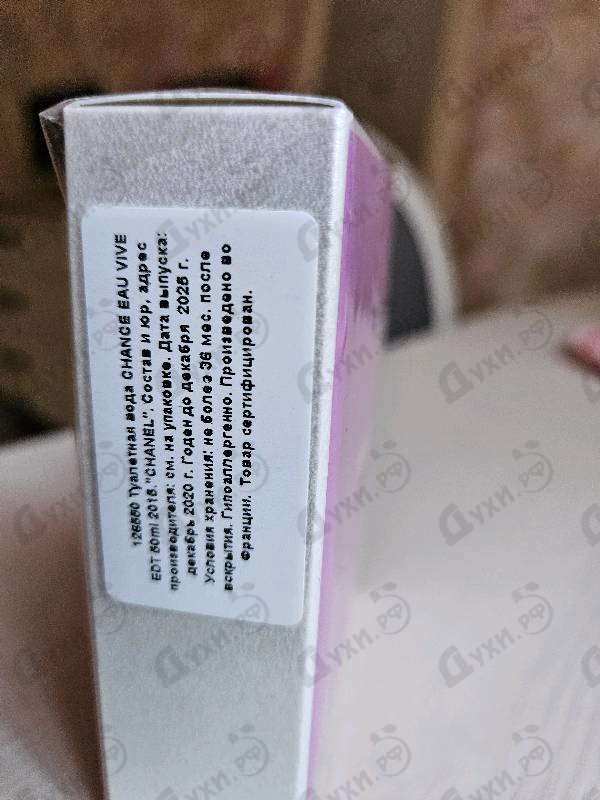 126550 Туалетная вода CHANCE EAU VIVE
EDT 50ml 2015."CHANEL". Состав и юр, адрес
производителя: см. на упаковке. Дата выпуска:
декабрь 2020 г. Годен до декабря 2025 г.
Условия хранения: не более 36 мес. после
вскрытия. Гипоаллергенно. Произведено во
Франции. Товар сертифицирован.
Духи.рф